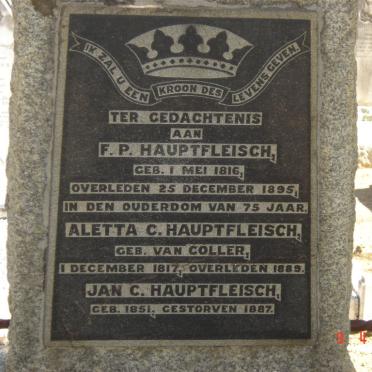 IK ZAL U EEN KROON DES LEVENS GEVEN.
TER GEDACHTENIS
AAN
F. P. HAUPTFLEISCH,
GEB. 1 MEI 1816,
OVERLEDEN 25 DECEMBER 1895,
IN DEN OUDERDOM VAN 75 JAAR.
ALETTA C. HAUPTFLEISCH,
GEB. VAN COLLER,
1 DECEMBER 1817, OVERLEDEN 1889.
JAN C. HAUPTFLEISCH,
GEB. 1851, GESTORVEN 1887.